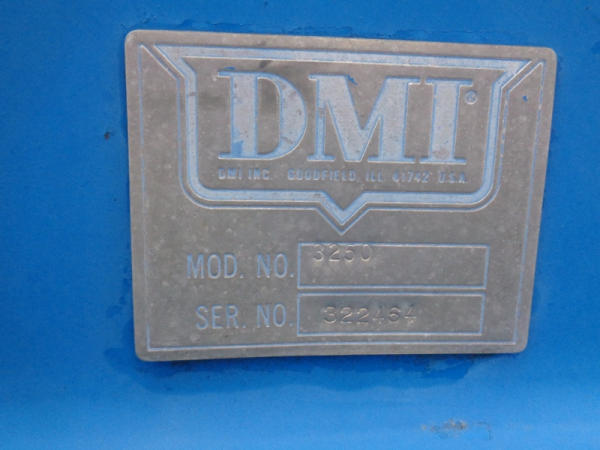 DMI®
DMI INC. GOODFIELD, ILL 61742 U.S.A.
MOD. NO. 3250
SER. NO. 322464